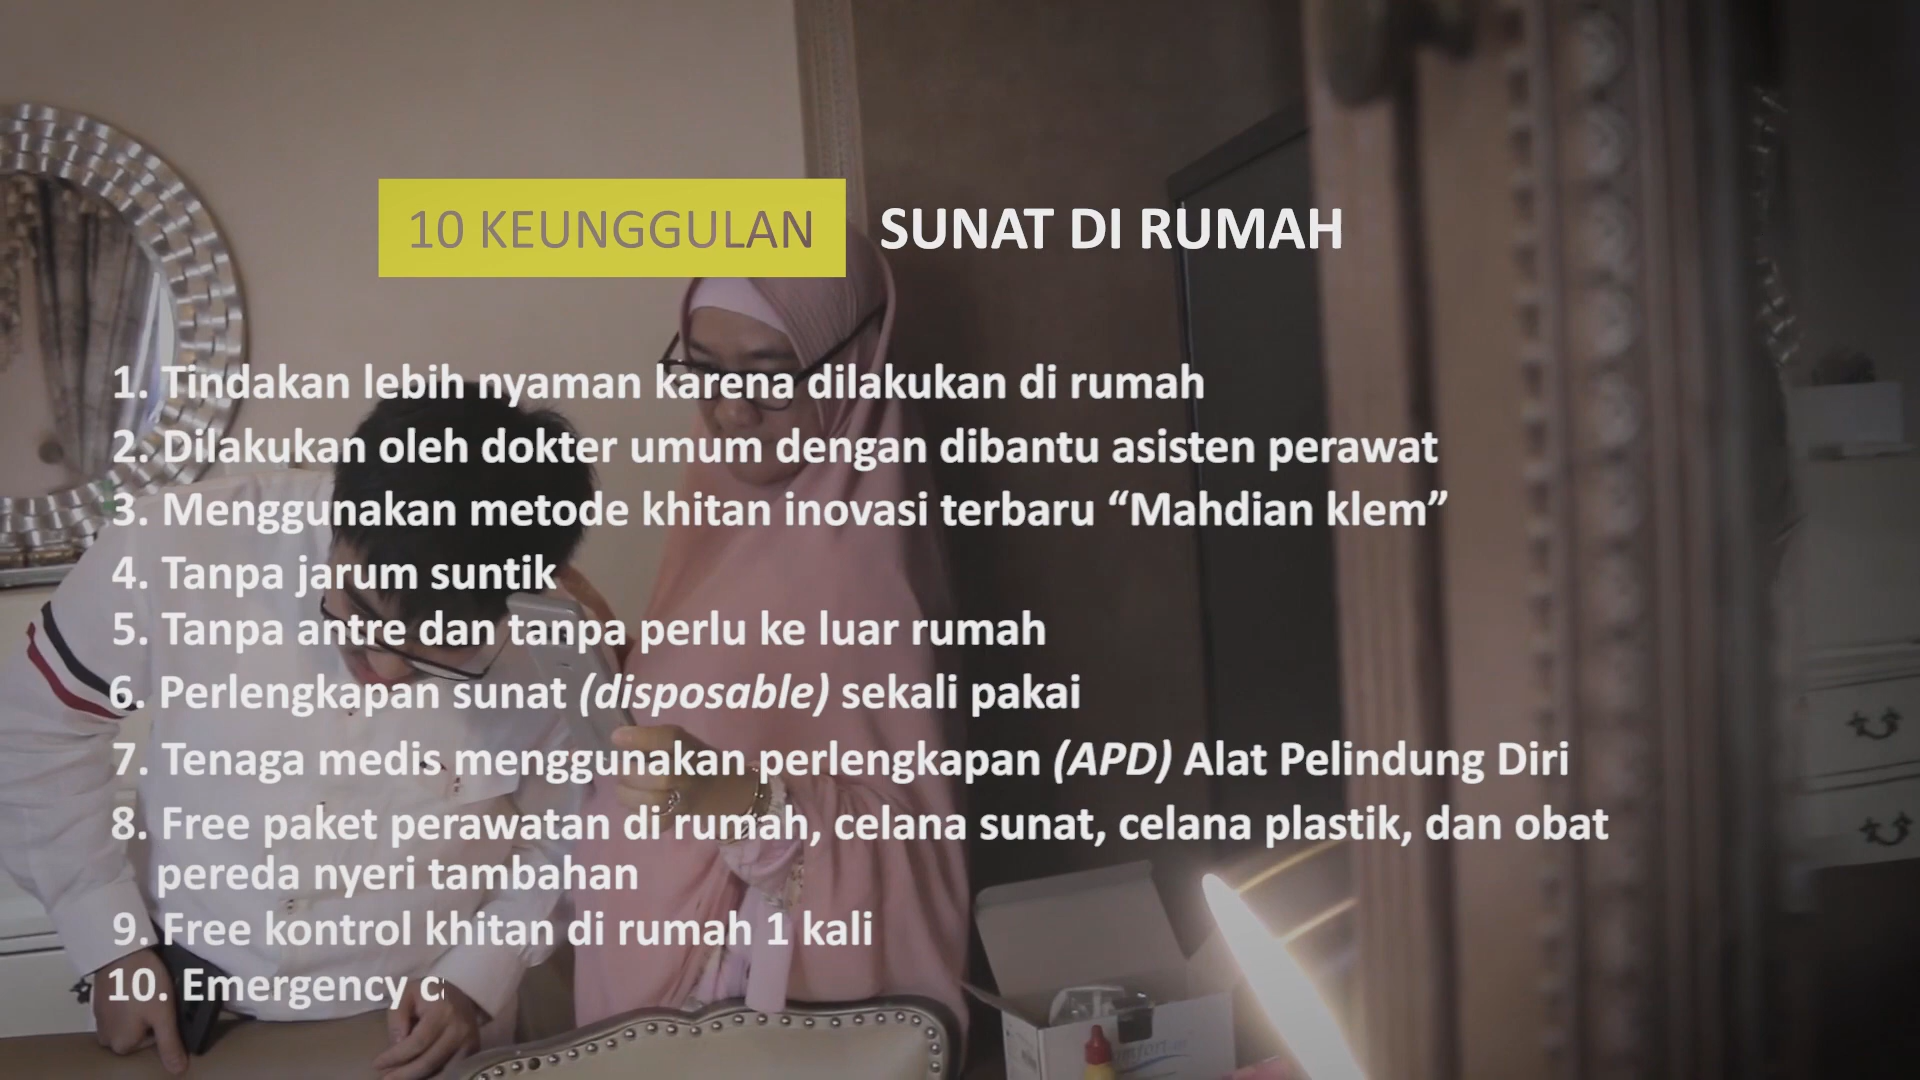 10 KEUNGGULAN SUNAT DI RUMAH
1. Tindakan lebih nyaman karena dilakukan di rumah
2. Dilakukan oleh dokter umum dengan dibantu asisten perawat
3. Menggunakan metode khitan inovasi terbaru “Mahdian klem”
4. Tanpa jarum suntik
5. Tanpa antre dan tanpa perlu ke luar rumah
6. Perlengkapan sunat (disposable) sekali pakai
7. Tenaga medis menggunakan perlengkapan (APD) Alat Pelindung Diri
8. Free paket perawatan di rumah, celana sunat, celana plastik, dan obat
pereda nyeri tambahan
9. Free kontrol khitan di rumah 1 kali
10. Emergency